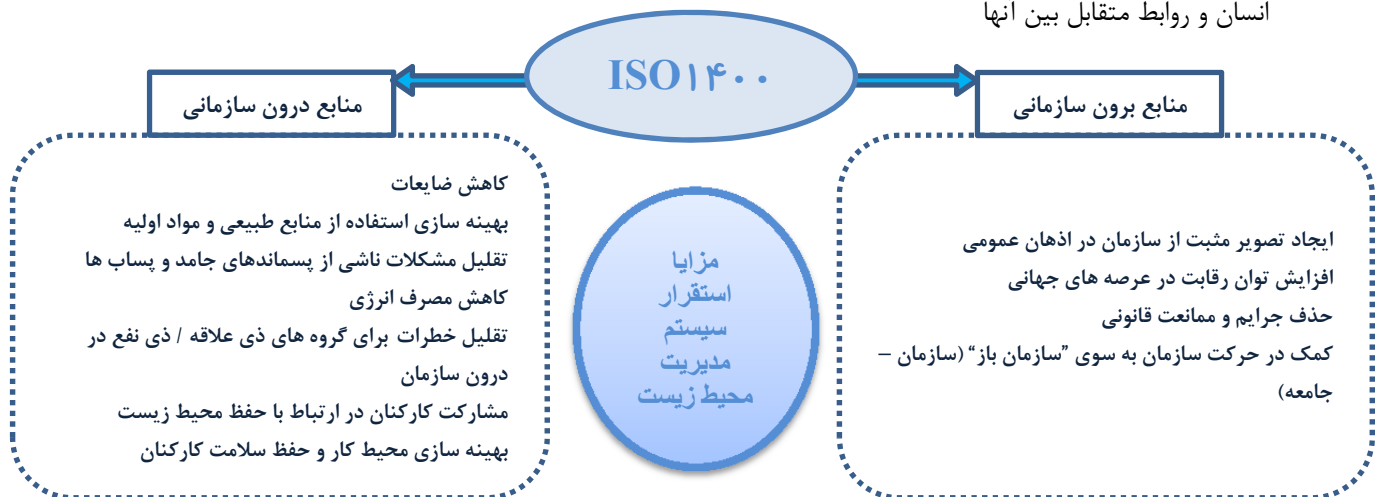 انسان و روابط متقابل بین آنها
ISO۱۴۰۰
منابع برون سازمانی
منابع درون سازمانی
ایجاد تصویر مثبت از سازمان در اذهان عمومی
افزایش توان رقابت در عرصه های جهانی
حذف جرایم و ممانعت قانونی
کمک در حرکت سازمان به سوی "سازمان باز" (سازمان –
جامعه)
مزایا
استقرار
سیستم
مدیریت
محیط زیست
کاهش ضایعات
بهینه سازی استفاده از منابع طبیعی و مواد اولیه
تقلیل مشکلات ناشی از پسماندهای جامد و پساب ها
کاهش مصرف انرژی
تقلیل خطرات برای گروه های ذی علاقه / ذی نفع در
درون سازمان
مشارکت کارکنان در ارتباط با حفظ محیط زیست
بهینه سازی محیط کار و حفظ سلامت کارکنان